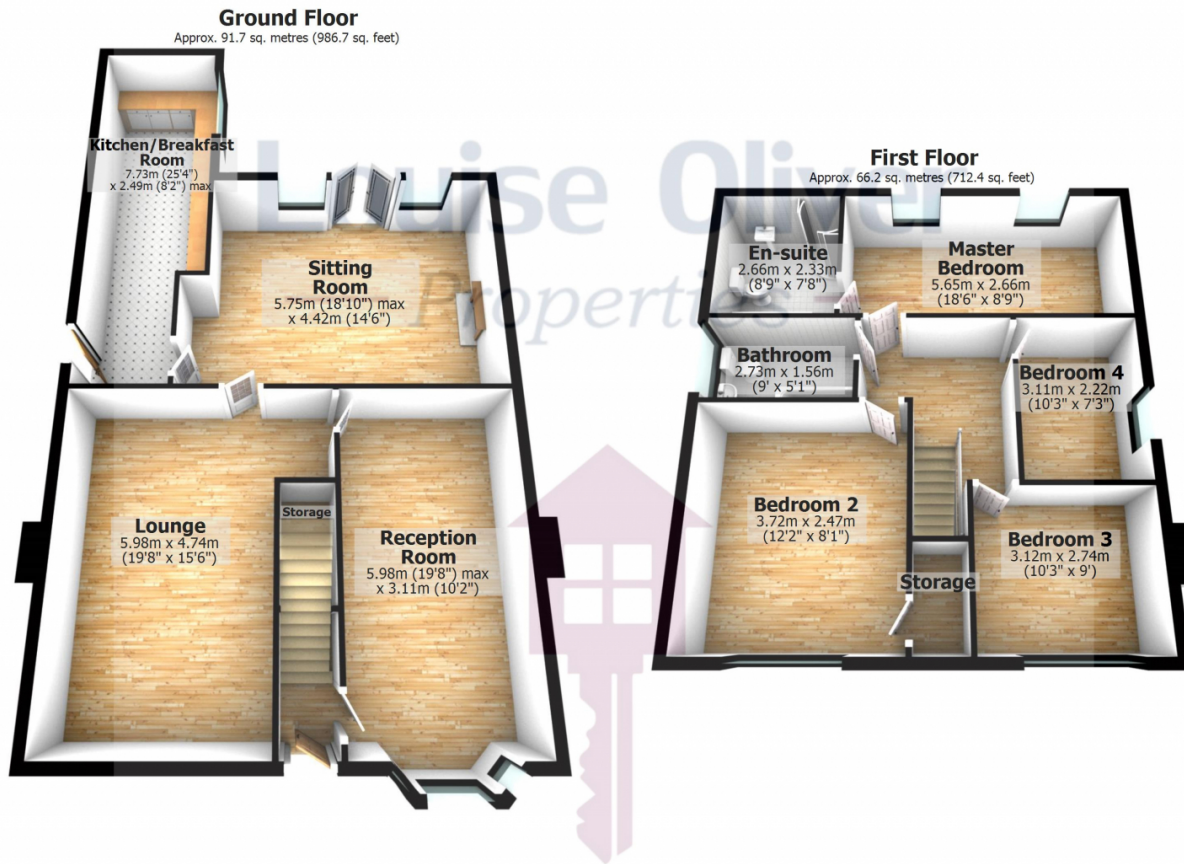 Ground Floor
Approx. 91.7 sq. metres (986.7 sq. feet)
Kitchen/Breakfast
Room
7.73m (25'4")
x 2.49m (8'2") max
Sitting
Room
5.75m (18'10") max
x 4.42m (14'6")
Lounge
5.98m x 4.74m
(19'8" x 15'6")
Storage
Reception
Room
5.98m (19'8") max
x 3.11m (10'2")
First Floor
Approx. 66.2 sq. metres (712.4 sq. feet)
En-suite
2.66m x 2.33m
(8'9" x 7'8")
Master
Bedroom
5.65m x 2.66m
(18'6" x 8'9")
Bathroom
2.73m x 1.56m
(9' x 5'1")
Bedroom 4
3.11m x 2.22m
(10'3" x 7'3")
Bedroom 2
3.72m x 2.47m
(12'2" x 8'1")
Bedroom 3
3.12m x 2.74m
(10'3" x 9')
Storage
Louise Oliver
Properties